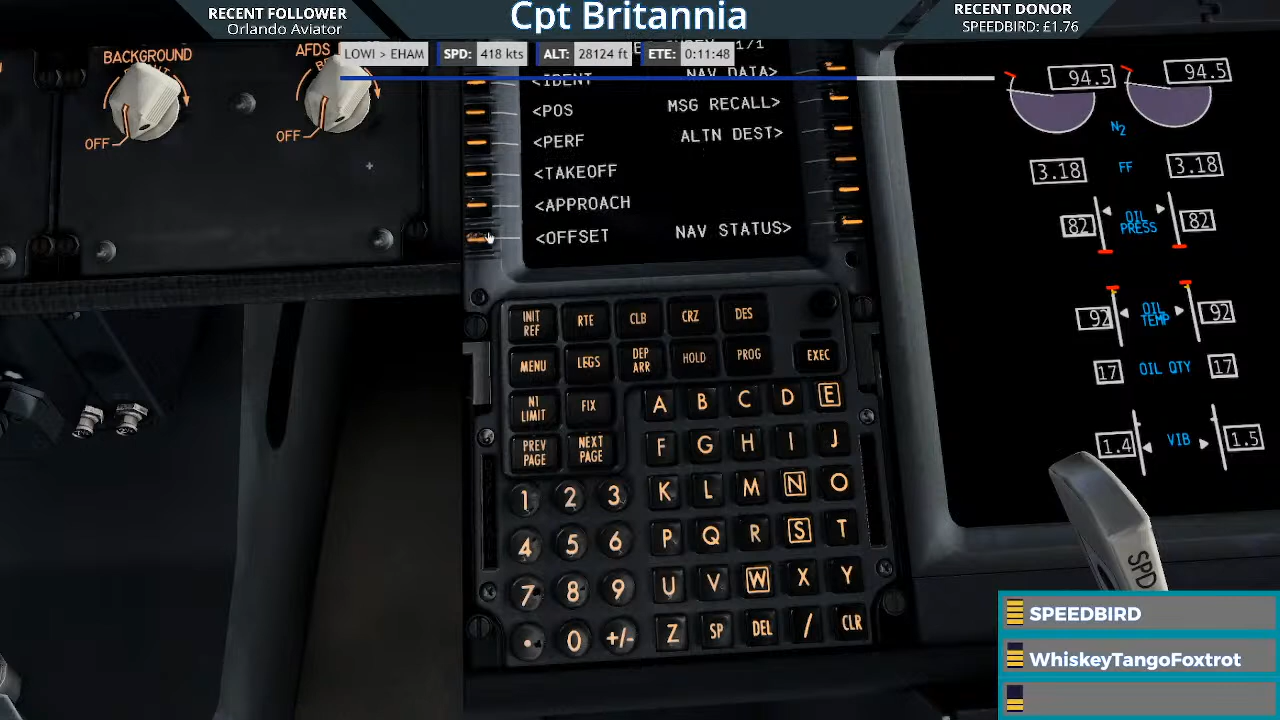 RECENT FOLLOWER
Orlando Aviator
Cpt Britannia
RECENT DONOR
SPEEDBIRD: £1.76
LOWI > EHAM
SPD: 418 kts
ALT: 28124 ft
ETE: 0:11:48
BACKGROUND
OFF
AFDS
OFF
1/1
<IDENT
NAV DATA>
<POS
MSG RECALL>
<PERF
ALTN DEST>
<TAKEOFF
<APPROACH
<OFFSET
NAV STATUS>
INIT REF
RTE
CLB
CRZ
DES
MENU
LEGS
DEP ARR
HOLD
PROG
EXEC
N1 LIMIT
FIX
PREV PAGE
NEXT PAGE
A B C D E
F G H I J
K L M N O
P Q R S T
U V W X Y
Z SP DEL / CLR
1 2 3
4 5 6
7 8 9
. 0 +/-
94.5
94.5
N2
3.18
FF
3.18
82
OIL PRESS
82
92
OIL TEMP
92
17
OIL QTY
17
1.4
VIB
1.5
SPD
SPEEDBIRD
WhiskeyTangoFoxtrot